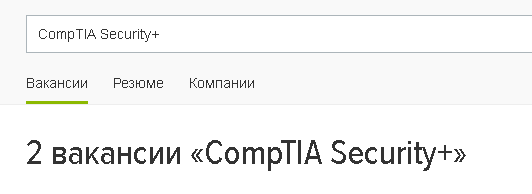 CompTIA Security+
Вакансии Резюме Компании
2 вакансии «CompTIA Security+»